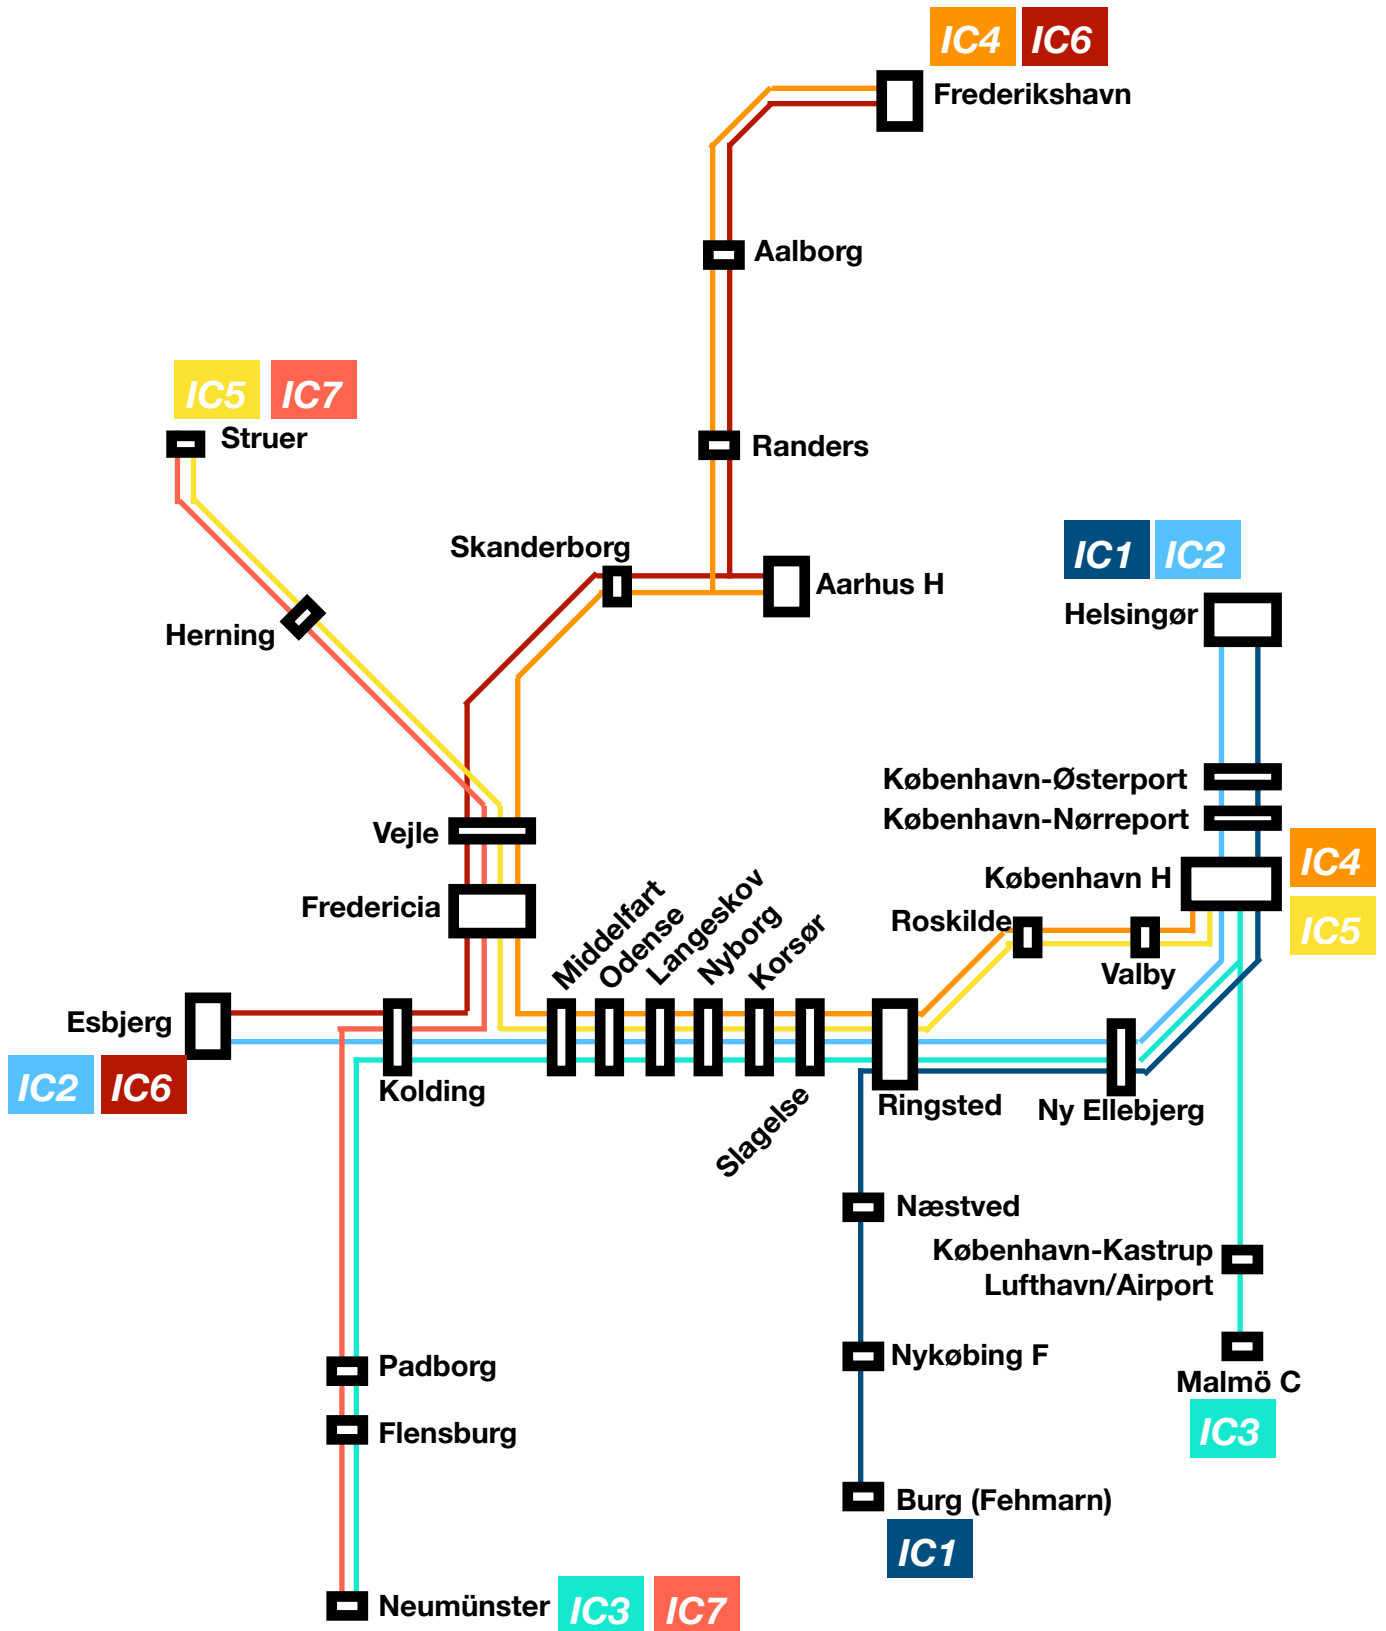 IC4 IC6
Frederikshavn
Aalborg
IC5 IC7
Struer
Randers
Skanderborg
Aarhus H
IC1 IC2
Helsingør
Herning
København-Østerport
København-Nørreport
Vejle
IC4
København H
Fredericia
IC5
Roskilde
Valby
Middelfart
Odense
Langeskov
Nyborg
Korsør
Esbjerg
IC2 IC6
Kolding
Slagelse
Ringsted
Ny Ellebjerg
Næstved
København-Kastrup
Lufthavn/Airport
Nykøbing F
Padborg
Malmö C
IC3
Flensburg
Burg (Fehmarn)
IC1
Neumünster IC3 IC7